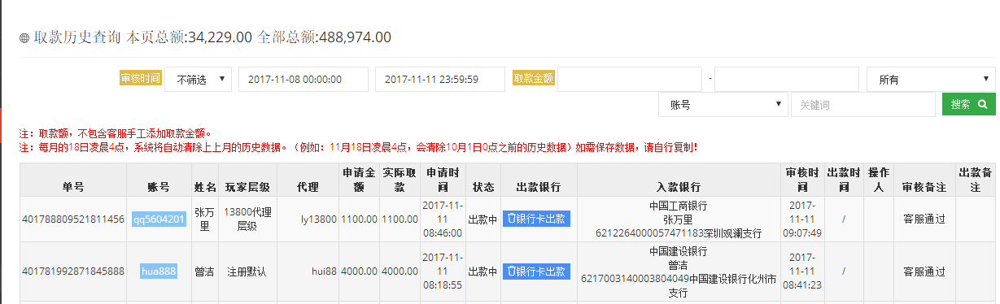 取款历史查询 本页总额:34,229.00 全部总额:488,974.00
审核时间 不筛选 2017-11-08 00:00:00 2017-11-11 23:59:59 取款金额 - 所有
账号 关键词 搜索
注：取款额，不包含客服手工添加取款金额。
注：每月的18日凌晨4点，系统将自动清除上上月的历史数据。（例如：11月18日凌晨4点，会清除10月1日0点之前的历史数据）如需保存数据，请自行复制！
单号 账号 姓名 玩家层级 代理 申请金额 实际取款 申请时间 状态 出款银行 入款银行 审核时间 出款时间 操作人 审核备注 出款备注
401788809521811456 qq5604201 张万里 13800代理层级 ly13800 1100.00 1100.00 2017-11-11 08:46:00 出款中 银行卡出款 中国工商银行 张万里 6212264000057471183深圳观澜支行 2017-11-11 09:07:49 / 客服通过
401781992871845888 hua888 曾洁 注册默认 hui88 4000.00 4000.00 2017-11-11 08:18:55 出款中 银行卡出款 中国建设银行 曾洁 6217003140003804049中国建设银行化州市支行 2017-11-11 08:41:23 / 客服通过